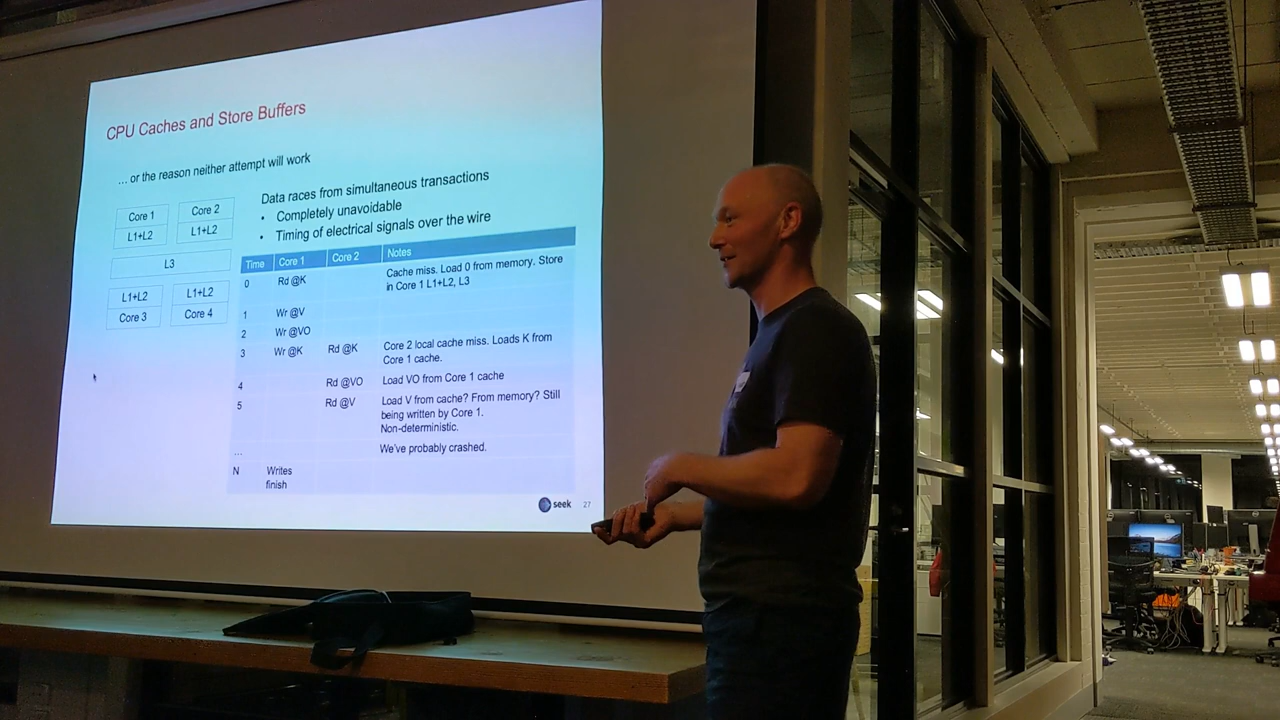 CPU Caches and Store Buffers
… or the reason neither attempt will work
Core 1 Core 2
L1+L2 L1+L2
L3
L1+L2 L1+L2
Core 3 Core 4
Data races from simultaneous transactions
• Completely unavoidable
• Timing of electrical signals over the wire
Time Core 1 Core 2 Notes
0 Rd @K Cache miss. Load 0 from memory. Store
in Core 1 L1+L2, L3
1 Wr @V
2 Wr @VO
3 Wr @K Rd @K Core 2 local cache miss. Loads K from
Core 1 cache.
4 Rd @VO Load VO from Core 1 cache
5 Rd @V Load V from cache? From memory? Still
being written by Core 1.
Non-deterministic.
… We've probably crashed.
N Writes
finish
seek 27